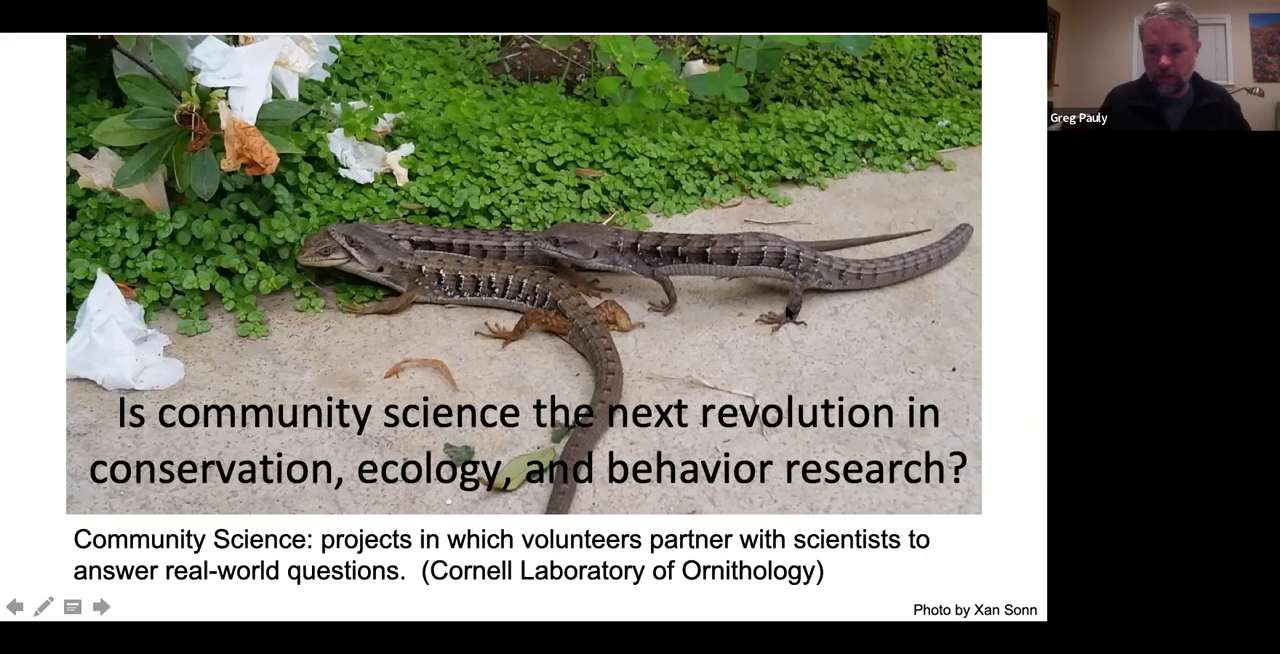 Greg Pauly
Is community science the next revolution in
conservation, ecology, and behavior research?
Community Science: projects in which volunteers partner with scientists to
answer real-world questions.  (Cornell Laboratory of Ornithology)
Photo by Xan Sonn